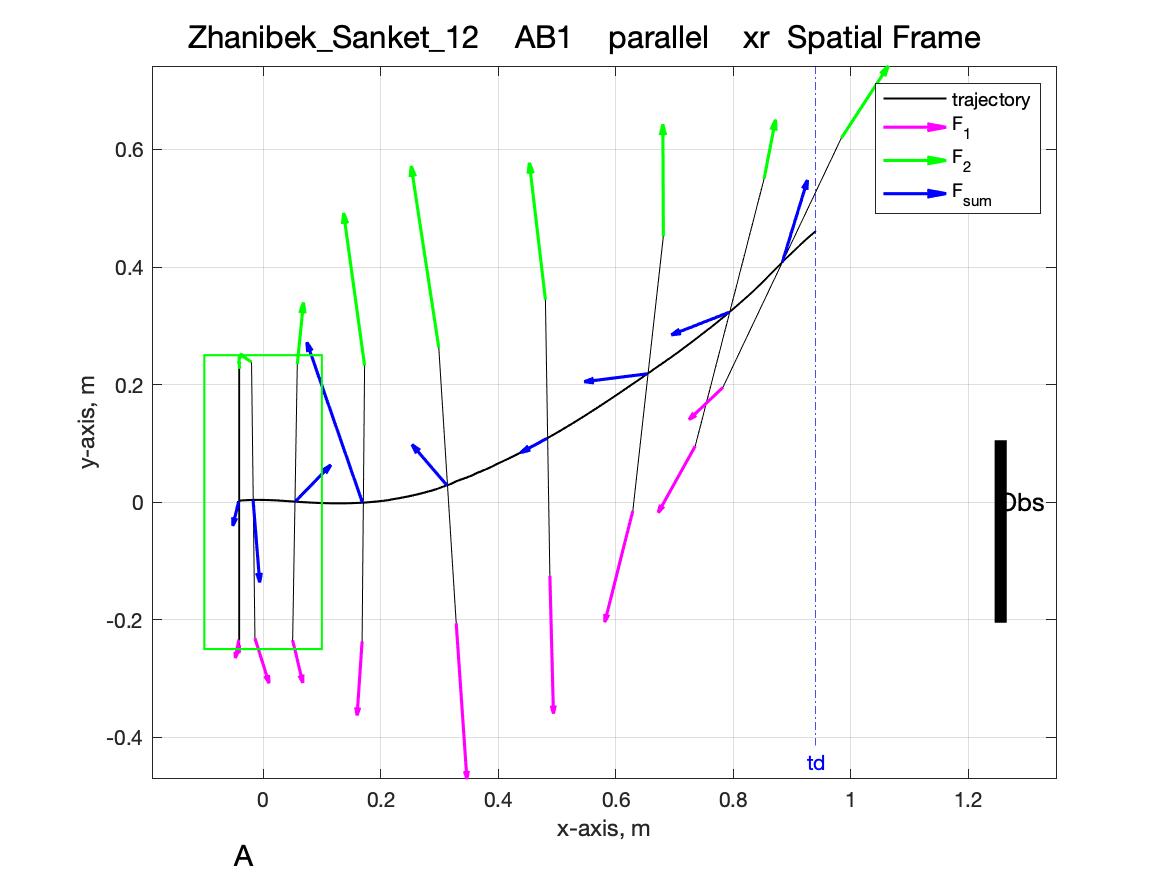 Zhanibek_Sanket_12 AB1 parallel xr Spatial Frame
trajectory
F1
F2
Fsum
y-axis, m
0.6
0.4
0.2
0
-0.2
-0.4
Obs
td
0 0.2 0.4 0.6 0.8 1 1.2
x-axis, m
A